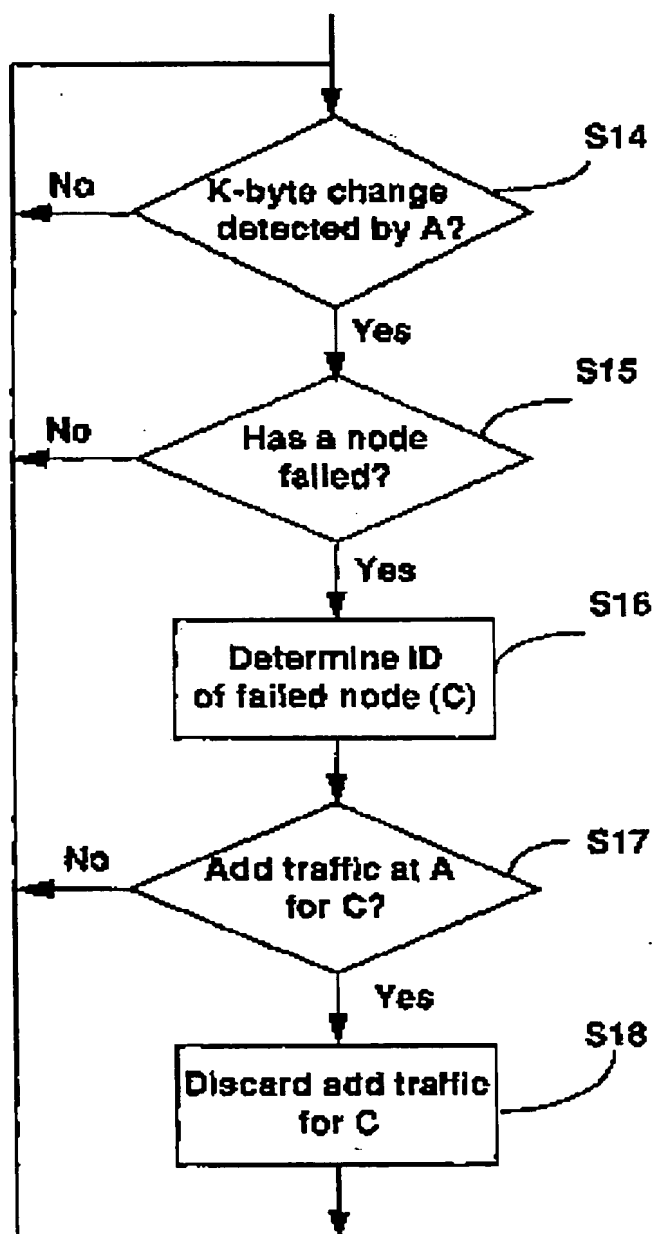 S14
No
K-byte change
detected by A?
Yes
S15
No
Has a node
failed?
Yes
S16
Determine ID
of failed node (C)
S17
No
Add traffic at A
for C?
Yes
S18
Discard add traffic
for C